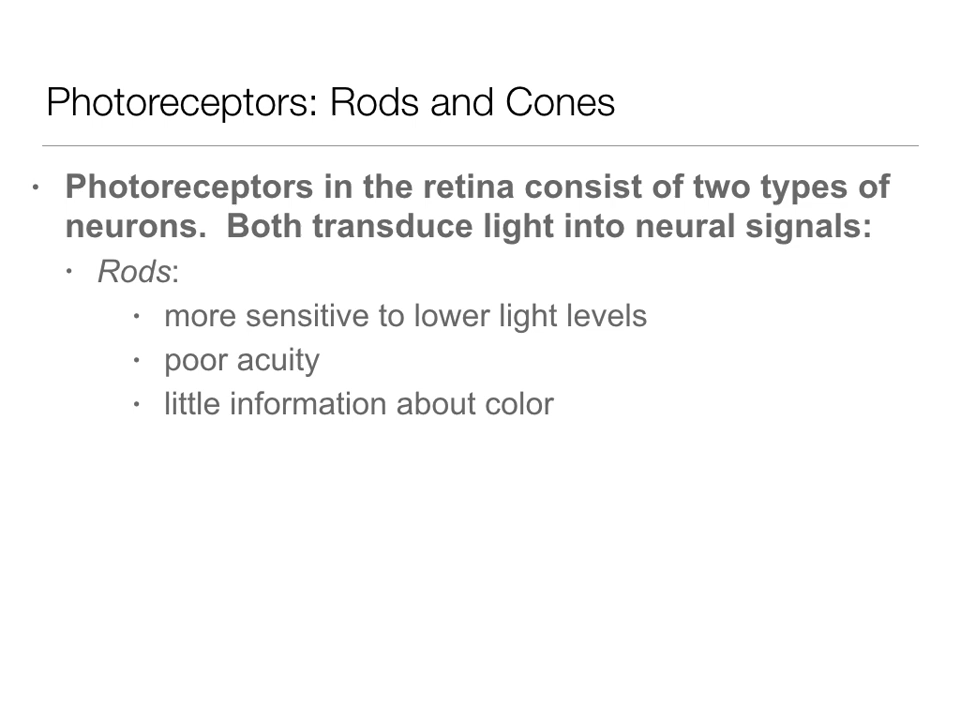 Photoreceptors: Rods and Cones
• Photoreceptors in the retina consist of two types of
neurons.  Both transduce light into neural signals:
• Rods:
• more sensitive to lower light levels
• poor acuity
• little information about color